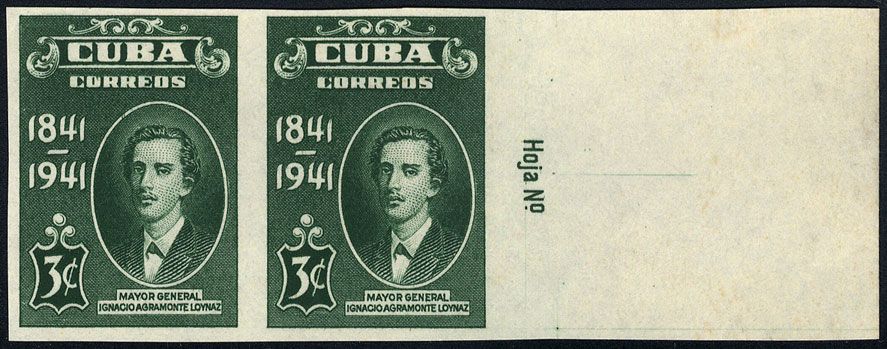 CUBA
CORREOS
1841
1941
3¢
MAYOR GENERAL
IGNACIO AGRAMONTE LOYNAZ
CUBA
CORREOS
1841
1941
3¢
MAYOR GENERAL
IGNACIO AGRAMONTE LOYNAZ
Hoja Nº